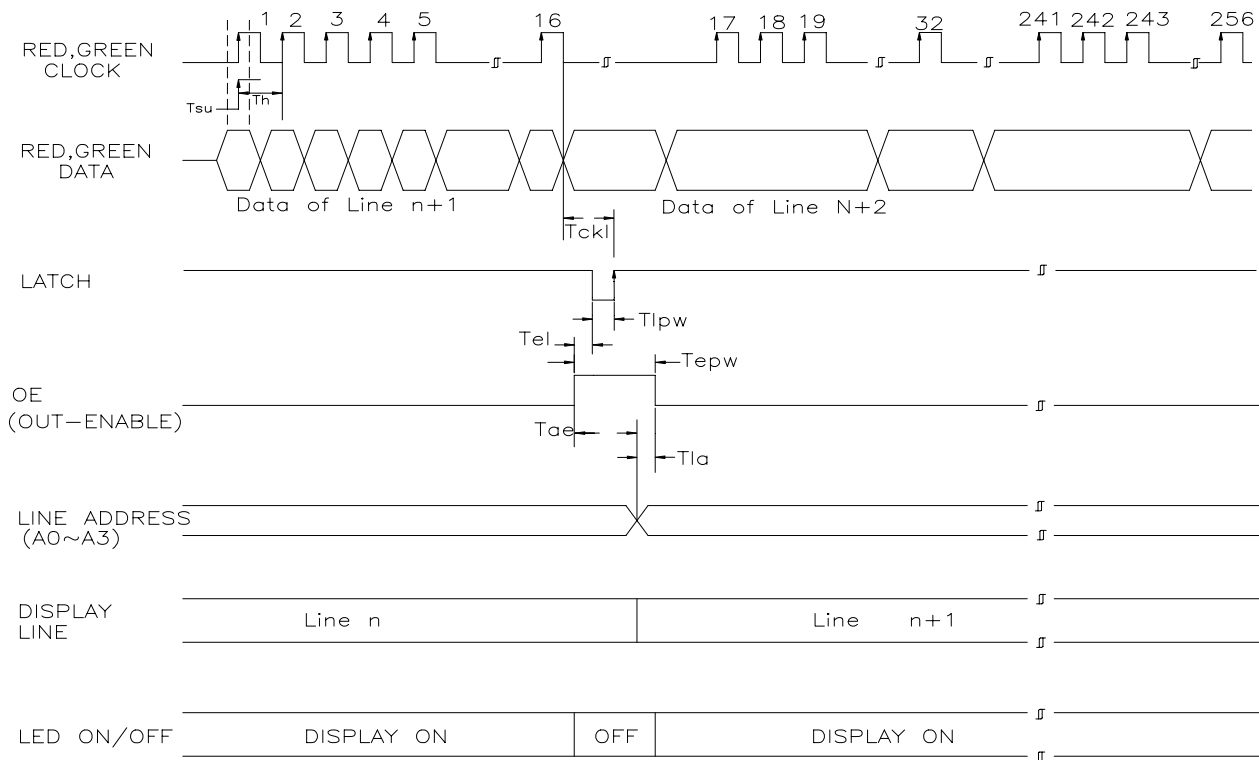 1 2 3 4 5 16 17 18 19 32 241 242 243 256
RED,GREEN
CLOCK
Tsu
Th
RED,GREEN
DATA
Data of Line n+1
Data of Line N+2
Tckl
LATCH
Tlpw
Tel
Tepw
OE
(OUT-ENABLE)
Tae
Tla
LINE ADDRESS
(A0~A3)
DISPLAY
LINE
Line n
Line n+1
LED ON/OFF
DISPLAY ON
OFF
DISPLAY ON